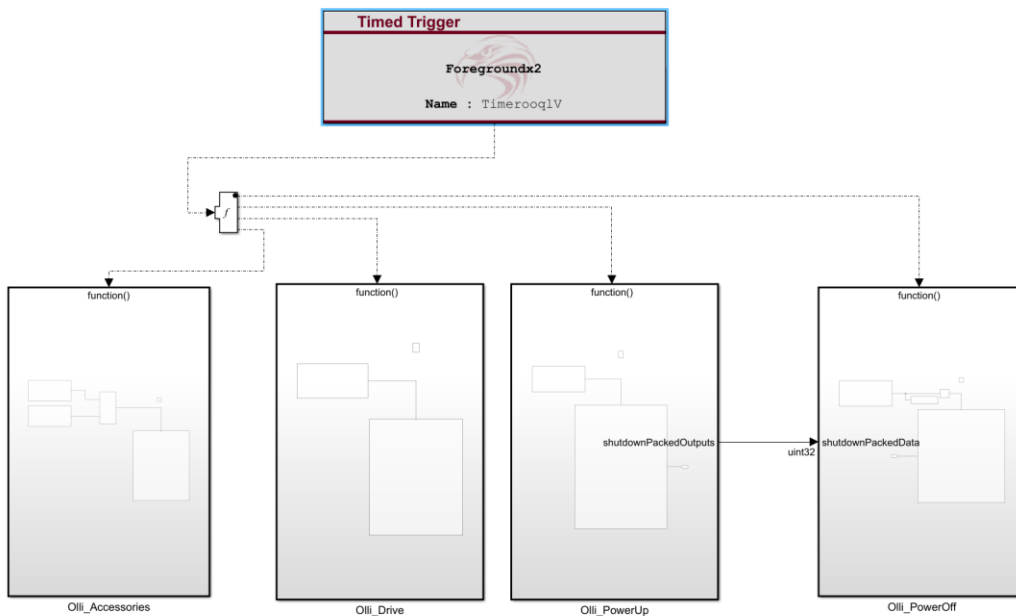 Timed Trigger
Foregroundx2
Name : TimerooqlV
f
function()
function()
function()
function()
shutdownPackedOutputs
uint32
shutdownPackedData
Olli_Accessories
Olli_Drive
Olli_PowerUp
Olli_PowerOff